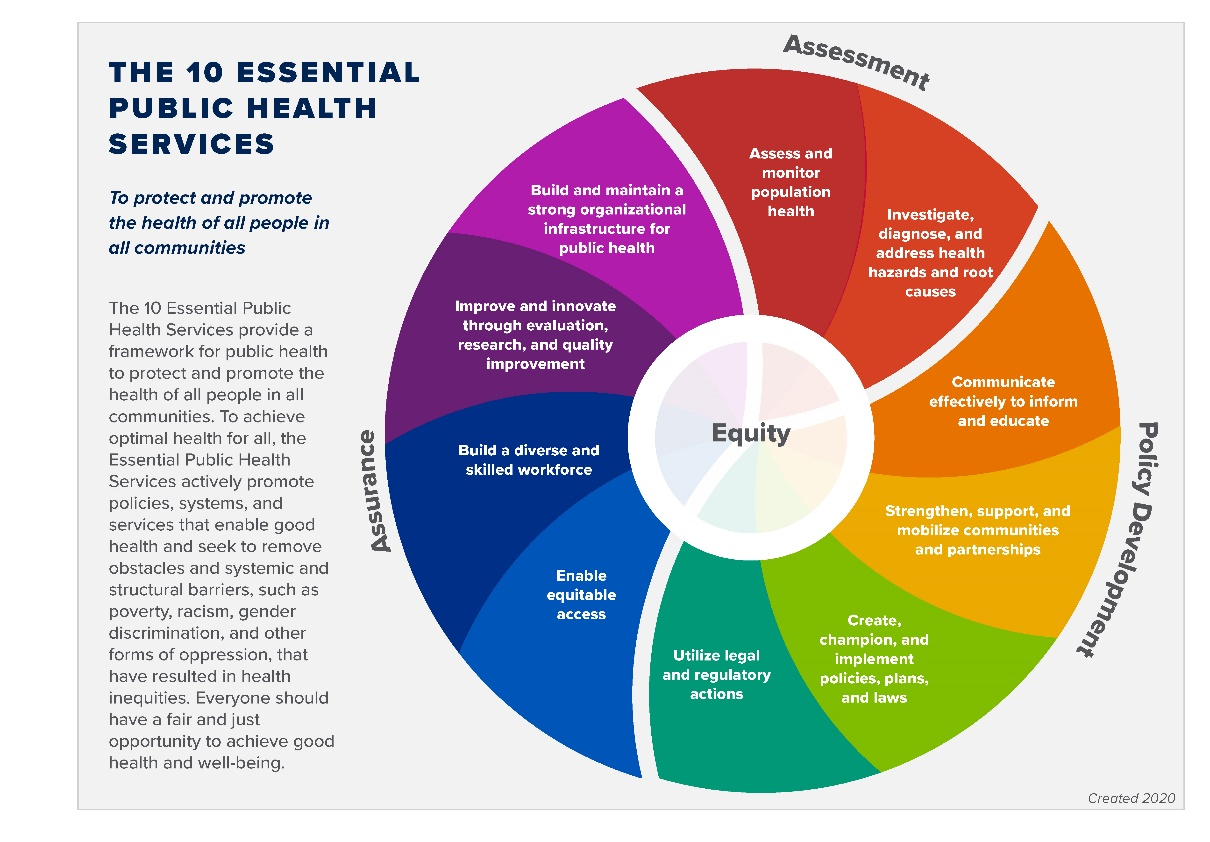 THE 10 ESSENTIAL
PUBLIC HEALTH
SERVICES
To protect and promote
the health of all people in
all communities
The 10 Essential Public
Health Services provide a
framework for public health
to protect and promote the
health of all people in all
communities. To achieve
optimal health for all, the
Essential Public Health
Services actively promote
policies, systems, and
services that enable good
health and seek to remove
obstacles and systemic and
structural barriers, such as
poverty, racism, gender
discrimination, and other
forms of oppression, that
have resulted in health
inequities. Everyone should
have a fair and just
opportunity to achieve good
health and well-being.
Assessment
Assess and
monitor
population
health
Investigate,
diagnose, and
address health
hazards and root
causes
Policy Development
Communicate
effectively to inform
and educate
Strengthen, support, and
mobilize communities
and partnerships
Create,
champion, and
implement
policies, plans,
and laws
Utilize legal
and regulatory
actions
Assurance
Enable
equitable
access
Build a diverse and
skilled workforce
Improve and innovate
through evaluation,
research, and quality
improvement
Build and maintain a
strong organizational
infrastructure for
public health
Equity
Created 2020